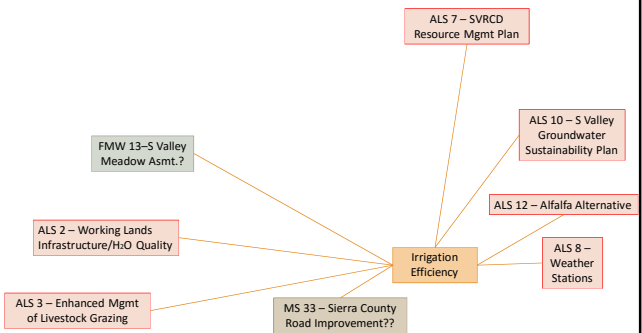 ALS 7 – SVRCD
Resource Mgmt Plan
ALS 10 – S Valley
Groundwater
Sustainability Plan
FMW 13–S Valley
Meadow Asmt.?
ALS 12 – Alfalfa Alternative
ALS 2 – Working Lands
Infrastructure/H2O Quality
Irrigation
Efficiency
ALS 8 –
Weather
Stations
ALS 3 – Enhanced Mgmt
of Livestock Grazing
MS 33 – Sierra County
Road Improvement??